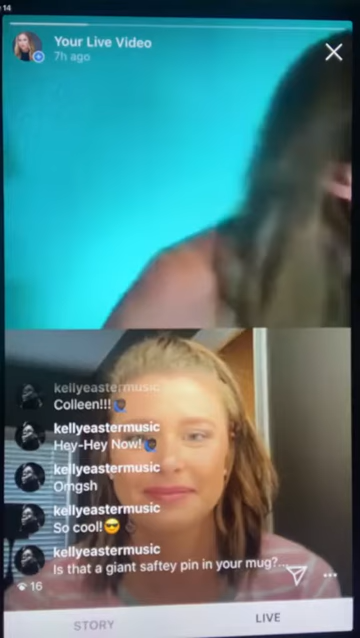 14
Your Live Video
7h ago
kellyeastermusic
Colleen!!!
kellyeastermusic
Hey-Hey Now!
kellyeastermusic
Omgsh
kellyeastermusic
So cool!😎
kellyeastermusic
Is that a giant saftey pin in your mug?...
16
STORY
LIVE